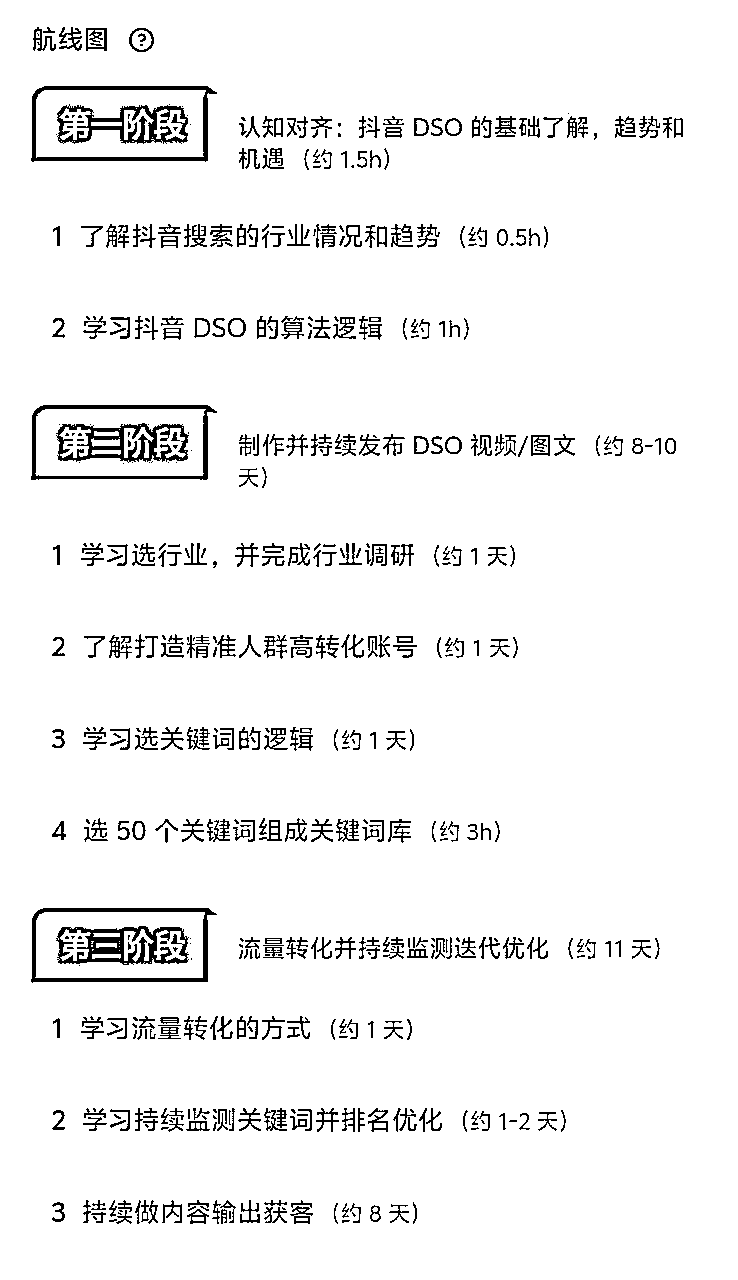 航线图 ?
第一阶段
认知对齐：抖音 DSO 的基础了解，趋势和
机遇（约 1.5h）
1 了解抖音搜索的行业情况和趋势（约 0.5h）
2 学习抖音 DSO 的算法逻辑（约 1h）
第二阶段
制作并持续发布 DSO 视频/图文（约 8-10
天）
1 学习选行业，并完成行业调研（约 1 天）
2 了解打造精准人群高转化账号（约 1 天）
3 学习选关键词的逻辑（约 1 天）
4 选 50 个关键词组成关键词库（约 3h）
第三阶段
流量转化并持续监测迭代优化（约 11 天）
1 学习流量转化的方式（约 1 天）
2 学习持续监测关键词并排名优化（约 1-2 天）
3 持续做内容输出获客（约 8 天）